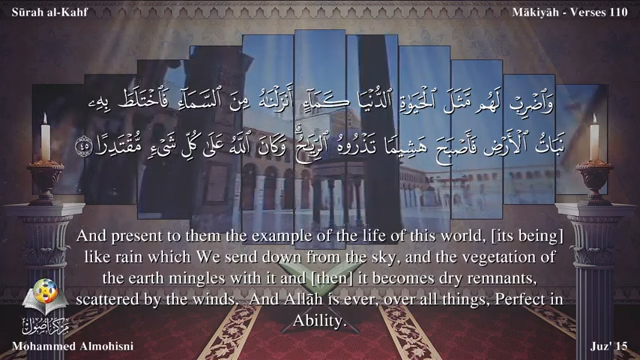 Sūrah al-Kahf
Mākiyāh - Verses 110
وَٱضْرِبْ لَهُم مَّثَلَ ٱلْحَيَوٰةِ ٱلدُّنْيَا كَمَآءٍ أَنزَلْنَـٰهُ مِنَ ٱلسَّمَآءِ فَٱخْتَلَطَ بِهِۦ
نَبَاتُ ٱلْأَرْضِ فَأَصْبَحَ هَشِيمًا تَذْرُوهُ ٱلرِّيَـٰحُ ۗ وَكَانَ ٱللَّهُ عَلَىٰ كُلِّ شَىْءٍ مُّقْتَدِرًا ٤٥
And present to them the example of the life of this world, [its being]
like rain which We send down from the sky, and the vegetation of
the earth mingles with it and [then] it becomes dry remnants,
scattered by the winds. And Allāh is ever, over all things, Perfect in
Ability.
Mohammed Almohisni
Juz' 15